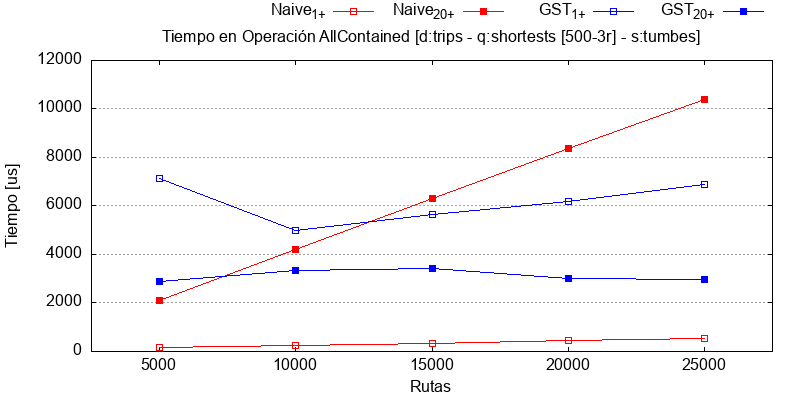 Naive1+ Naive20+ GST1+ GST20+
Tiempo en Operación AllContained [d:trips - q:shortests [500-3r] - s:tumbes]
12000
10000
8000
6000
4000
2000
0
Tiempo [us]
5000 10000 15000 20000 25000
Rutas